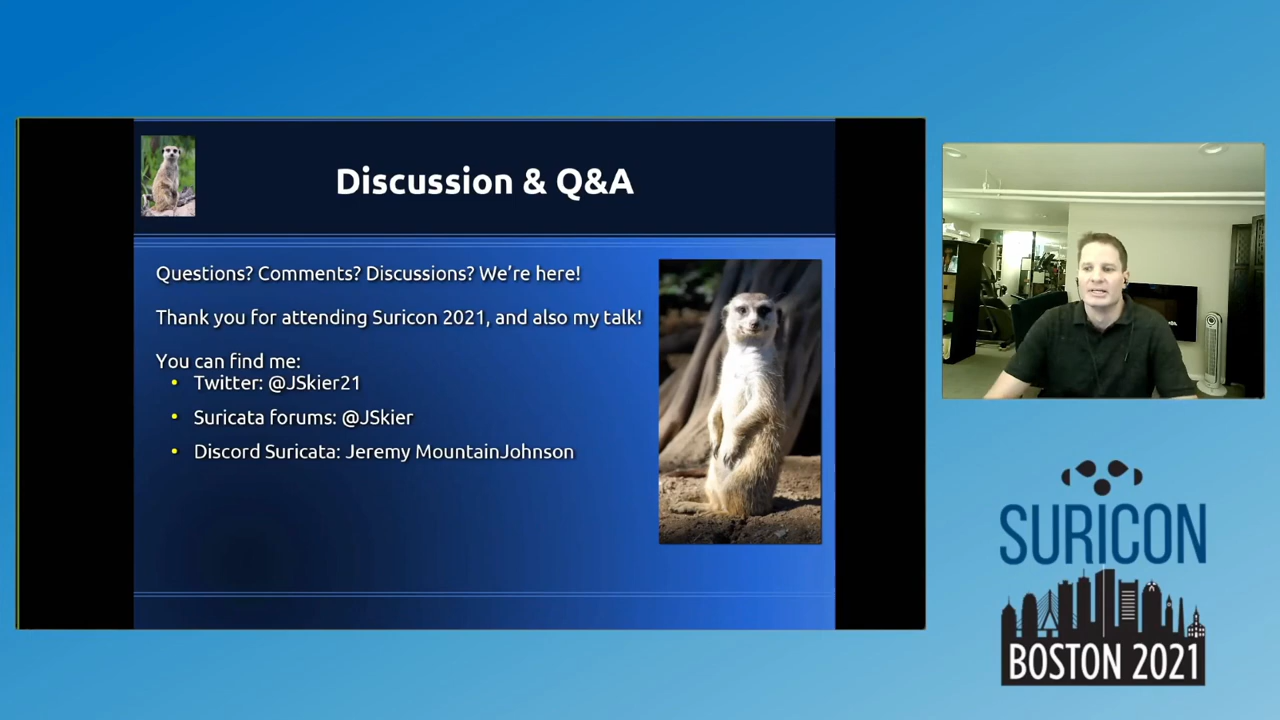 Discussion & Q&A
Questions? Comments? Discussions? We're here!
Thank you for attending Suricon 2021, and also my talk!
You can find me:
• Twitter: @JSkier21
• Suricata forums: @JSkier
• Discord Suricata: Jeremy MountainJohnson
SURICON
BOSTON 2021